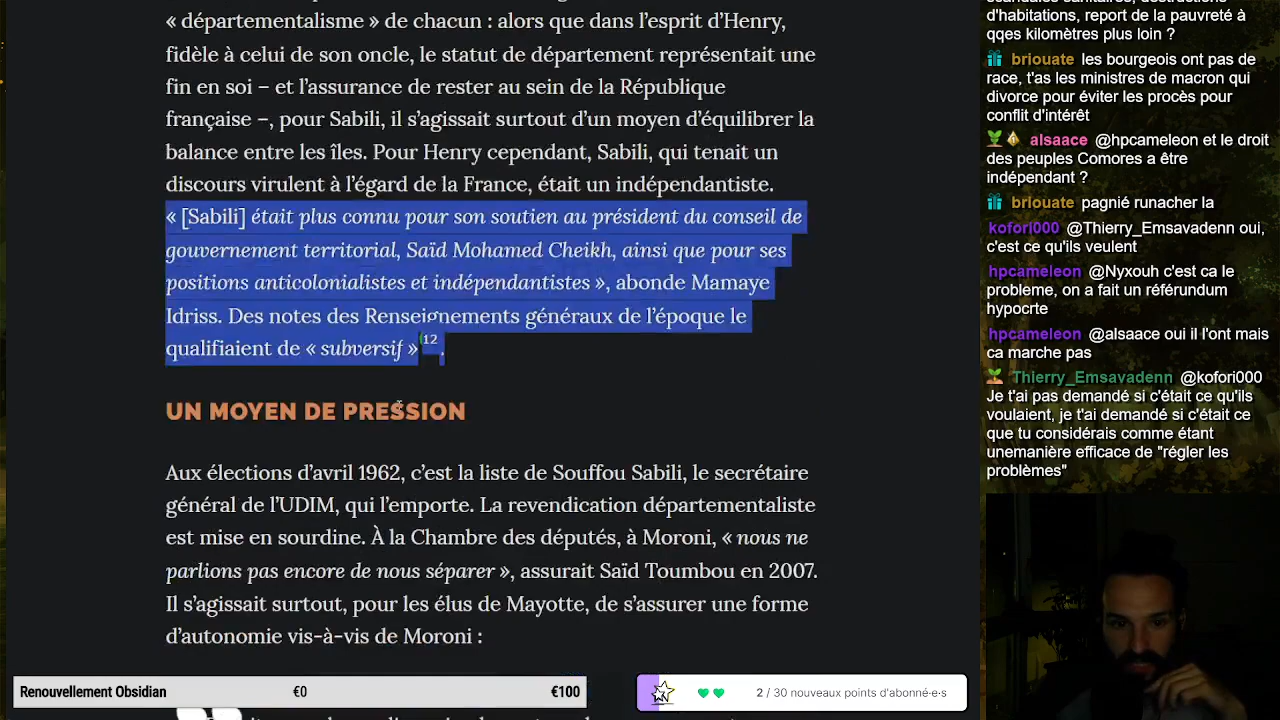 « départementalisme » de chacun : alors que dans l’esprit d’Henry,
fidèle à celui de son oncle, le statut de département représentait une
fin en soi – et l’assurance de rester au sein de la République
française –, pour Sabili, il s’agissait surtout d’un moyen d’équilibrer la
balance entre les îles. Pour Henry cependant, Sabili, qui tenait un
discours virulent à l’égard de la France, était un indépendantiste.
« [Sabili] était plus connu pour son soutien au président du conseil de
gouvernement territorial, Saïd Mohamed Cheikh, ainsi que pour ses
positions anticolonialistes et indépendantistes », abonde Mamaye
Idriss. Des notes des Renseignements généraux de l’époque le
qualifiaient de « subversif » 12.
UN MOYEN DE PRESSION
Aux élections d’avril 1962, c’est la liste de Souffou Sabili, le secrétaire
général de l’UDIM, qui l’emporte. La revendication départementaliste
est mise en sourdine. À la Chambre des députés, à Moroni, « nous ne
parlions pas encore de nous séparer », assurait Saïd Toumbou en 2007.
Il s’agissait surtout, pour les élus de Mayotte, de s’assurer une forme
d’autonomie vis-à-vis de Moroni :
Renouvellement Obsidian €0 €100
2 / 30 nouveaux points d'abonné·e·s
d'habitations, report de la pauvreté à
qqes kilomètres plus loin ?
briouate les bourgeois ont pas de
race, t'as les ministres de macron qui
divorce pour éviter les procès pour
conflit d'intérêt
alsaace @hpcameleon et le droit
des peuples Comores a être
indépendant ?
briouate pagnié runacher la
kofori000 @Thierry_Emsavadenn oui,
c'est ce qu'ils veulent
hpcameleon @Nyxouh c'est ca le
probleme, on a fait un référundum
hypocrte
hpcameleon @alsaace oui il l'ont mais
ca marche pas
Thierry_Emsavadenn @kofori000
Je t'ai pas demandé si c'était ce qu'ils
voulaient, je t'ai demandé si c'était ce
que tu considérais comme étant
unemanière efficace de "régler les
problèmes"